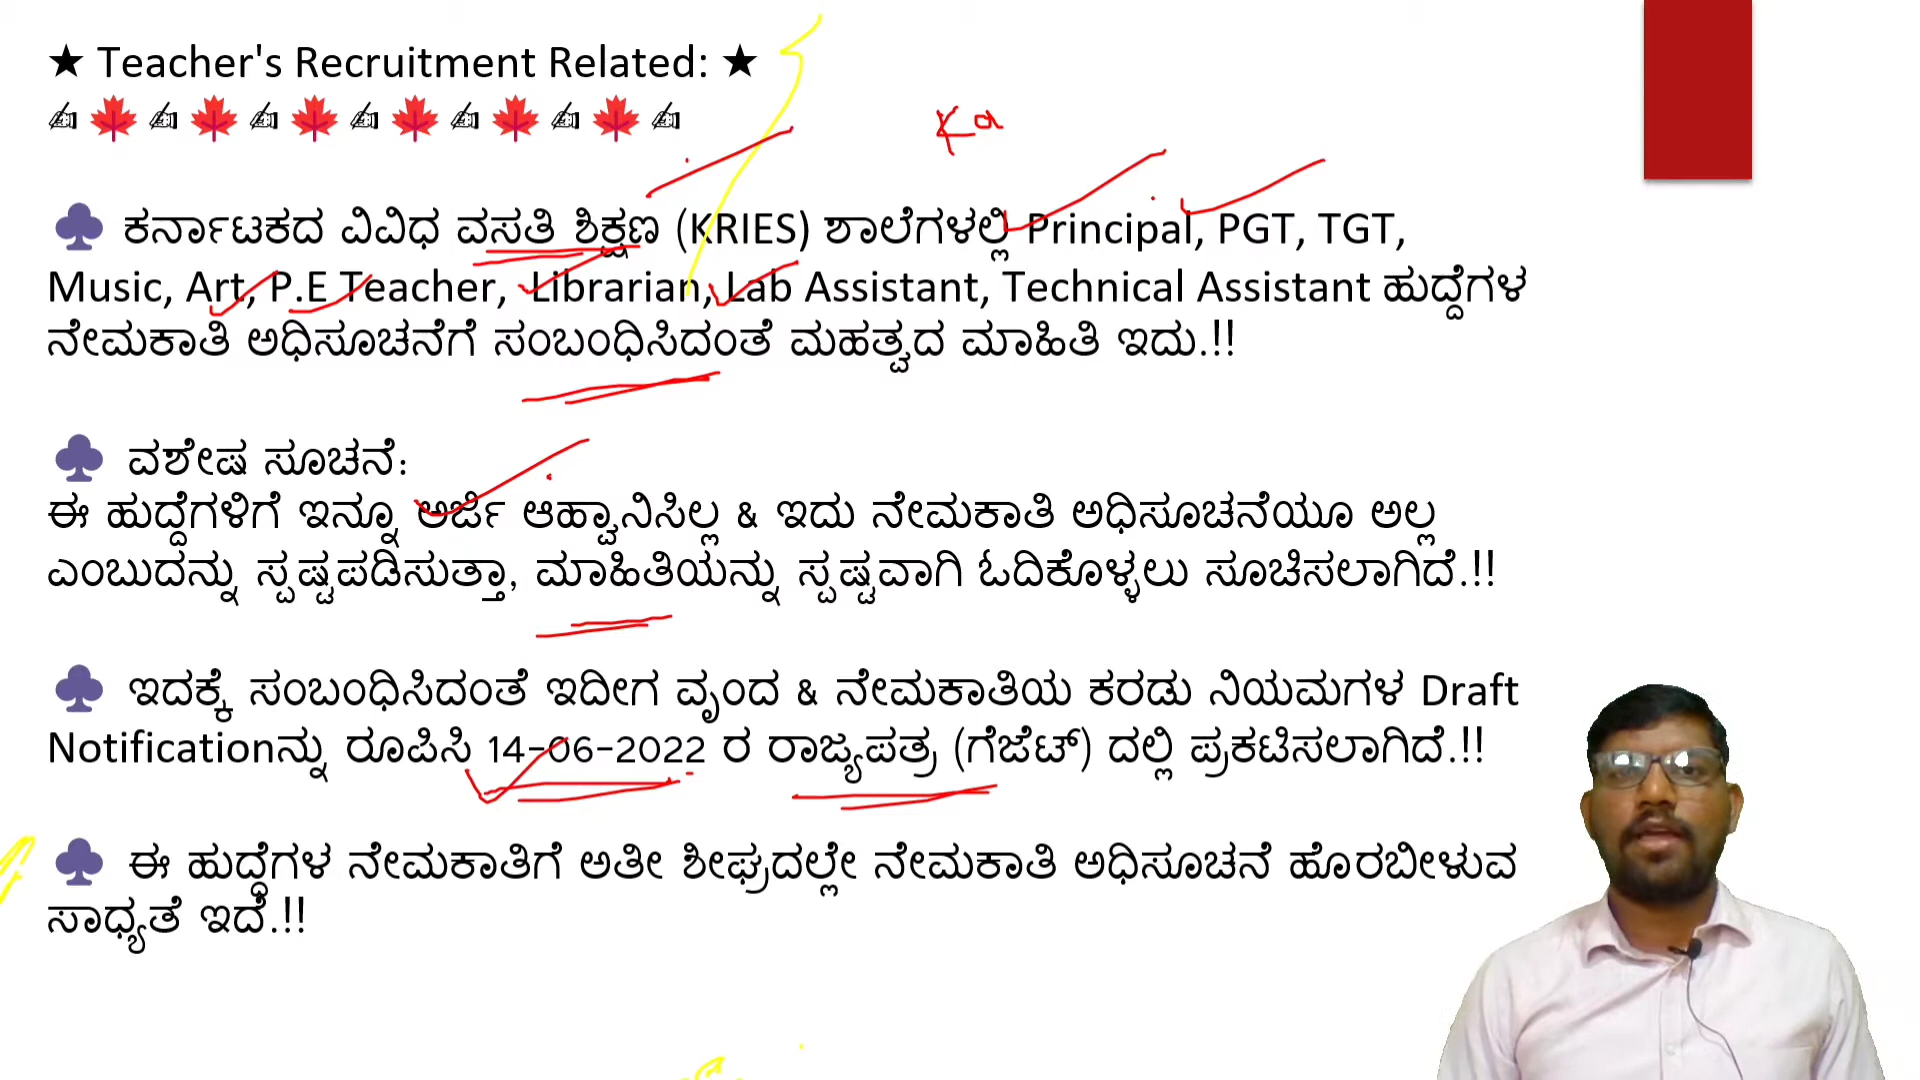 ★ Teacher's Recruitment Related: ★
Ka
♣ ಕರ್ನಾಟಕದ ವಿವಿಧ ವಸತಿ ಶಿಕ್ಷಣ (KRIES) ಶಾಲೆಗಳಲ್ಲಿ Principal, PGT, TGT,
Music, Art, P.E Teacher, Librarian, Lab Assistant, Technical Assistant ಹುದ್ದೆಗಳ
ನೇಮಕಾತಿ ಅಧಿಸೂಚನೆಗೆ ಸಂಬಂಧಿಸಿದಂತೆ ಮಹತ್ವದ ಮಾಹಿತಿ ಇದು.!!
♣ ವಶೇಷ ಸೂಚನೆ:
ಈ ಹುದ್ದೆಗಳಿಗೆ ಇನ್ನೂ ಅರ್ಜಿ ಆಹ್ವಾನಿಸಿಲ್ಲ & ಇದು ನೇಮಕಾತಿ ಅಧಿಸೂಚನೆಯೂ ಅಲ್ಲ
ಎಂಬುದನ್ನು ಸ್ಪಷ್ಟಪಡಿಸುತ್ತಾ, ಮಾಹಿತಿಯನ್ನು ಸ್ಪಷ್ಟವಾಗಿ ಓದಿಕೊಳ್ಳಲು ಸೂಚಿಸಲಾಗಿದೆ.!!
♣ ಇದಕ್ಕೆ ಸಂಬಂಧಿಸಿದಂತೆ ಇದೀಗ ವೃಂದ & ನೇಮಕಾತಿಯ ಕರಡು ನಿಯಮಗಳ Draft
Notificationನ್ನು ರೂಪಿಸಿ 14-06-2022 ರ ರಾಜ್ಯಪತ್ರ (ಗೆಜೆಟ್) ದಲ್ಲಿ ಪ್ರಕಟಿಸಲಾಗಿದೆ.!!
♣ ಈ ಹುದ್ಧೆಗಳ ನೇಮಕಾತಿಗೆ ಅತೀ ಶೀಘ್ರದಲ್ಲೇ ನೇಮಕಾತಿ ಅಧಿಸೂಚನೆ ಹೊರಬೀಳುವ
ಸಾಧ್ಯತೆ ಇದೆ.!!